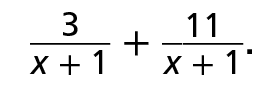 3/(x + 1) + 11/(x + 1).